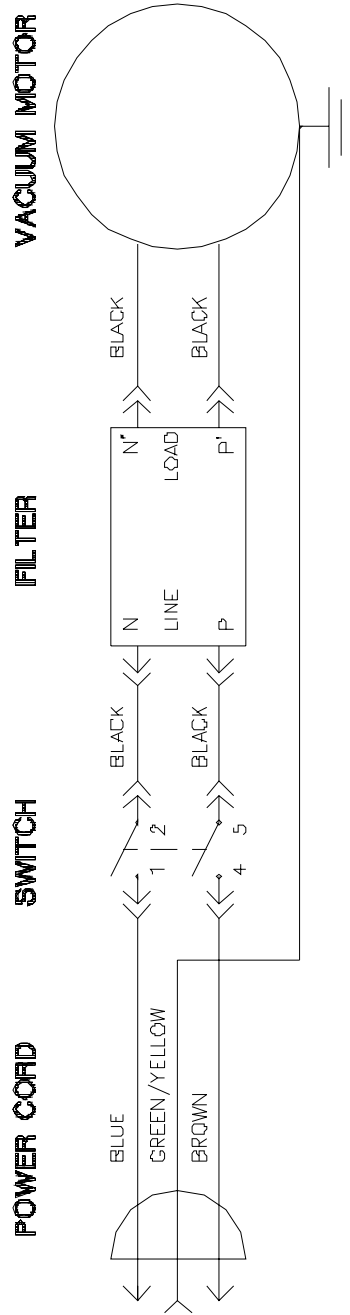 POWER CORD
SWITCH
FILTER
VACUUM MOTOR
BLUE
GREEN/YELLOW
BROWN
1 2
4 5
BLACK
BLACK
N
LINE
P
N'
LOAD
P'
BLACK
BLACK